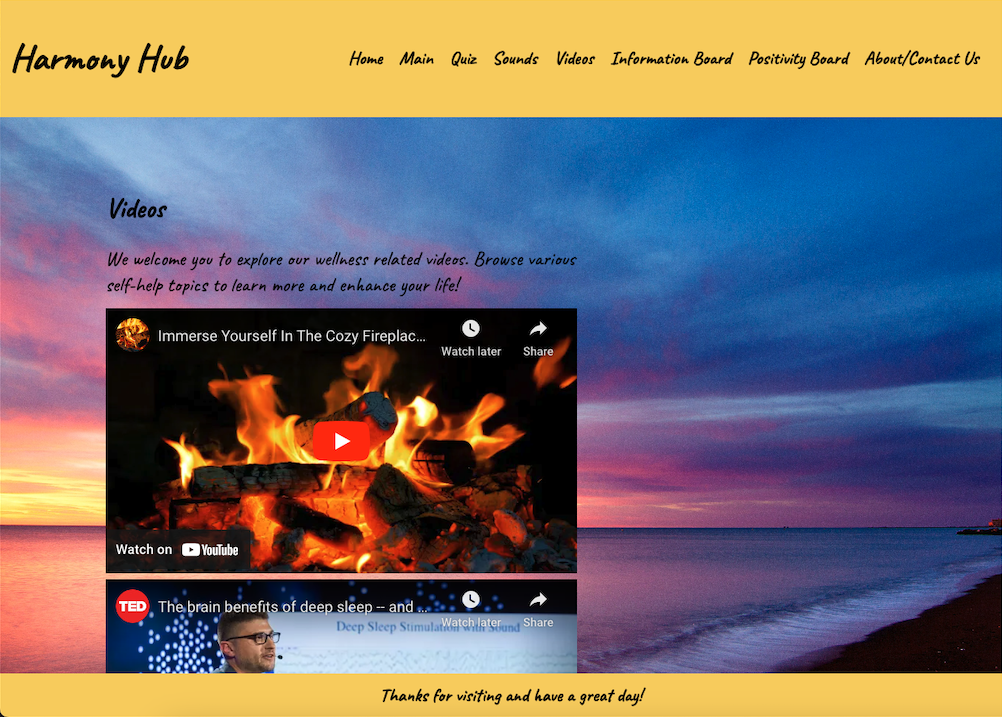 Harmony Hub
Home Main Quiz Sounds Videos Information Board Positivity Board About/Contact Us
Videos
We welcome you to explore our wellness related videos. Browse various
self-help topics to learn more and enhance your life!
Immerse Yourself In The Cozy Fireplac...
Watch later
Share
Watch on YouTube
TED
The brain benefits of deep sleep -- and ...
Watch later
Share
Deep Sleep Stimulation with Sound
Thanks for visiting and have a great day!